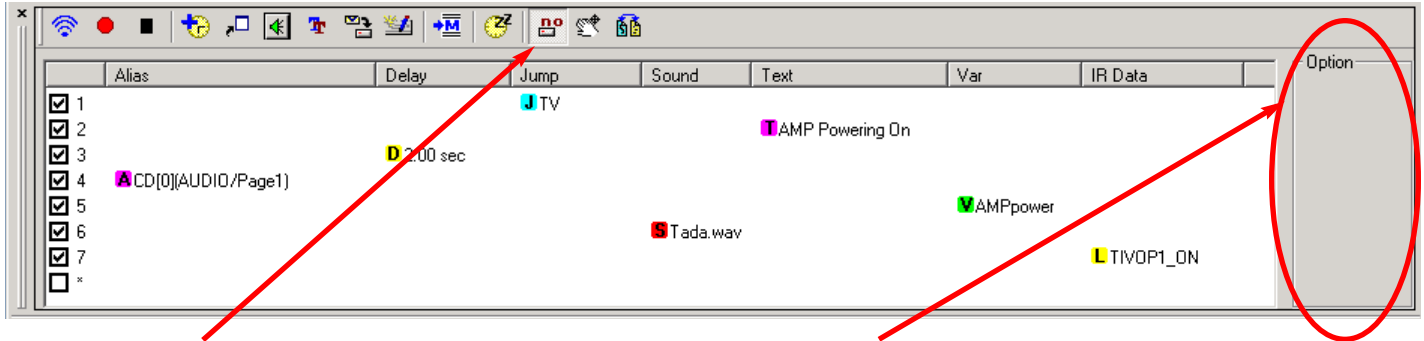 Alias Delay Jump Sound Text Var IR Data Option
1 J TV
2 T AMP Powering On
3 D 2.00 sec
4 A CD[0](AUDIO/Page1)
5 V AMPpower
6 S Tada.wav
7 L TIVOP1_ON
*